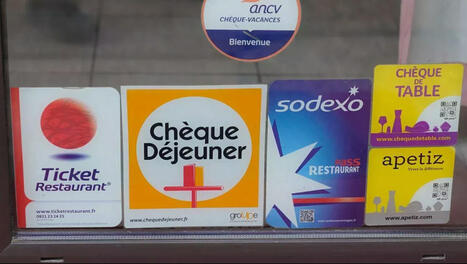 ancv
CHÈQUE-VACANCES
Bienvenue
Ticket
Restaurant®
www.ticketrestaurant.fr
Chèque
Déjeuner
www.chequedejeuner.fr
groupe
sodexo
RESTAURANT
CHÈQUE
DE
TABLE
www.chequedetable.com
apetiz
www.apetiz.com